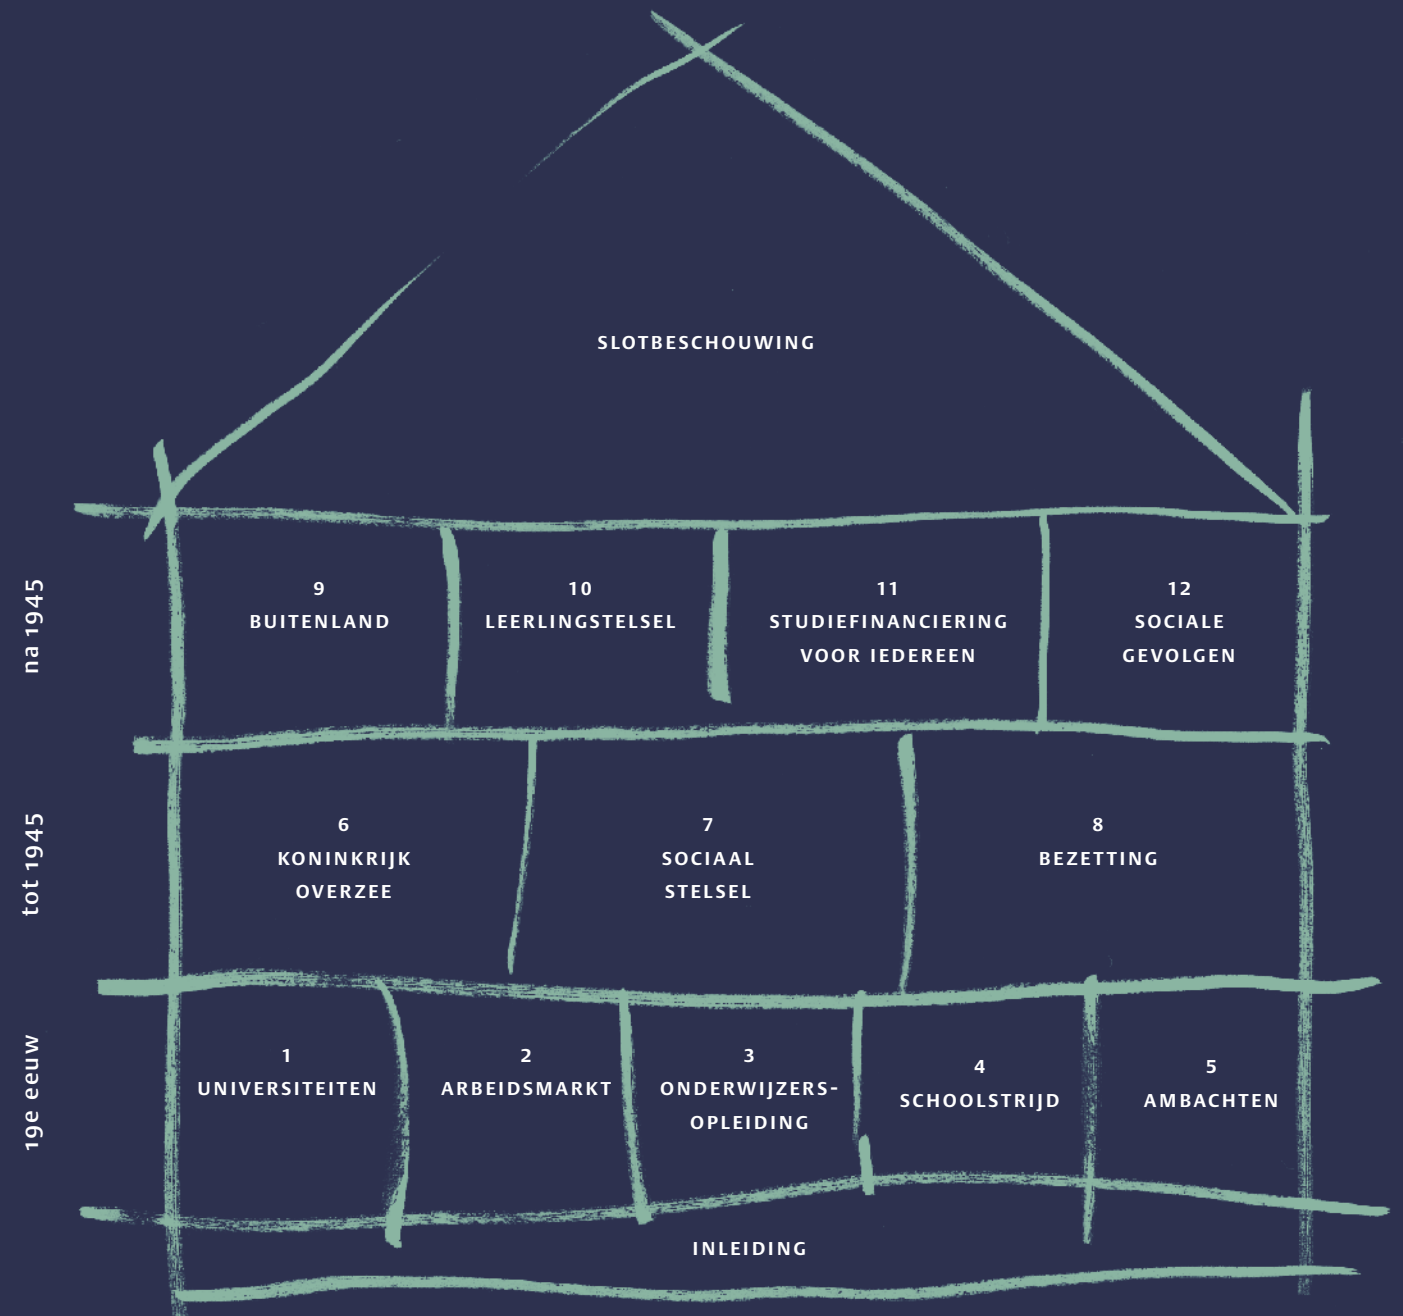 SLOTBESCHOUWING
na 1945
9
BUITENLAND
10
LEERLINGSTELSEL
11
STUDIEFINANCIERING
VOOR IEDEREEN
12
SOCIALE
GEVOLGEN
tot 1945
6
KONINKRIJK
OVERZEE
7
SOCIAAL
STELSEL
8
BEZETTING
19e eeuw
1
UNIVERSITEITEN
2
ARBEIDSMARKT
3
ONDERWIJZERS-
OPLEIDING
4
SCHOOLSTRIJD
5
AMBACHTEN
INLEIDING